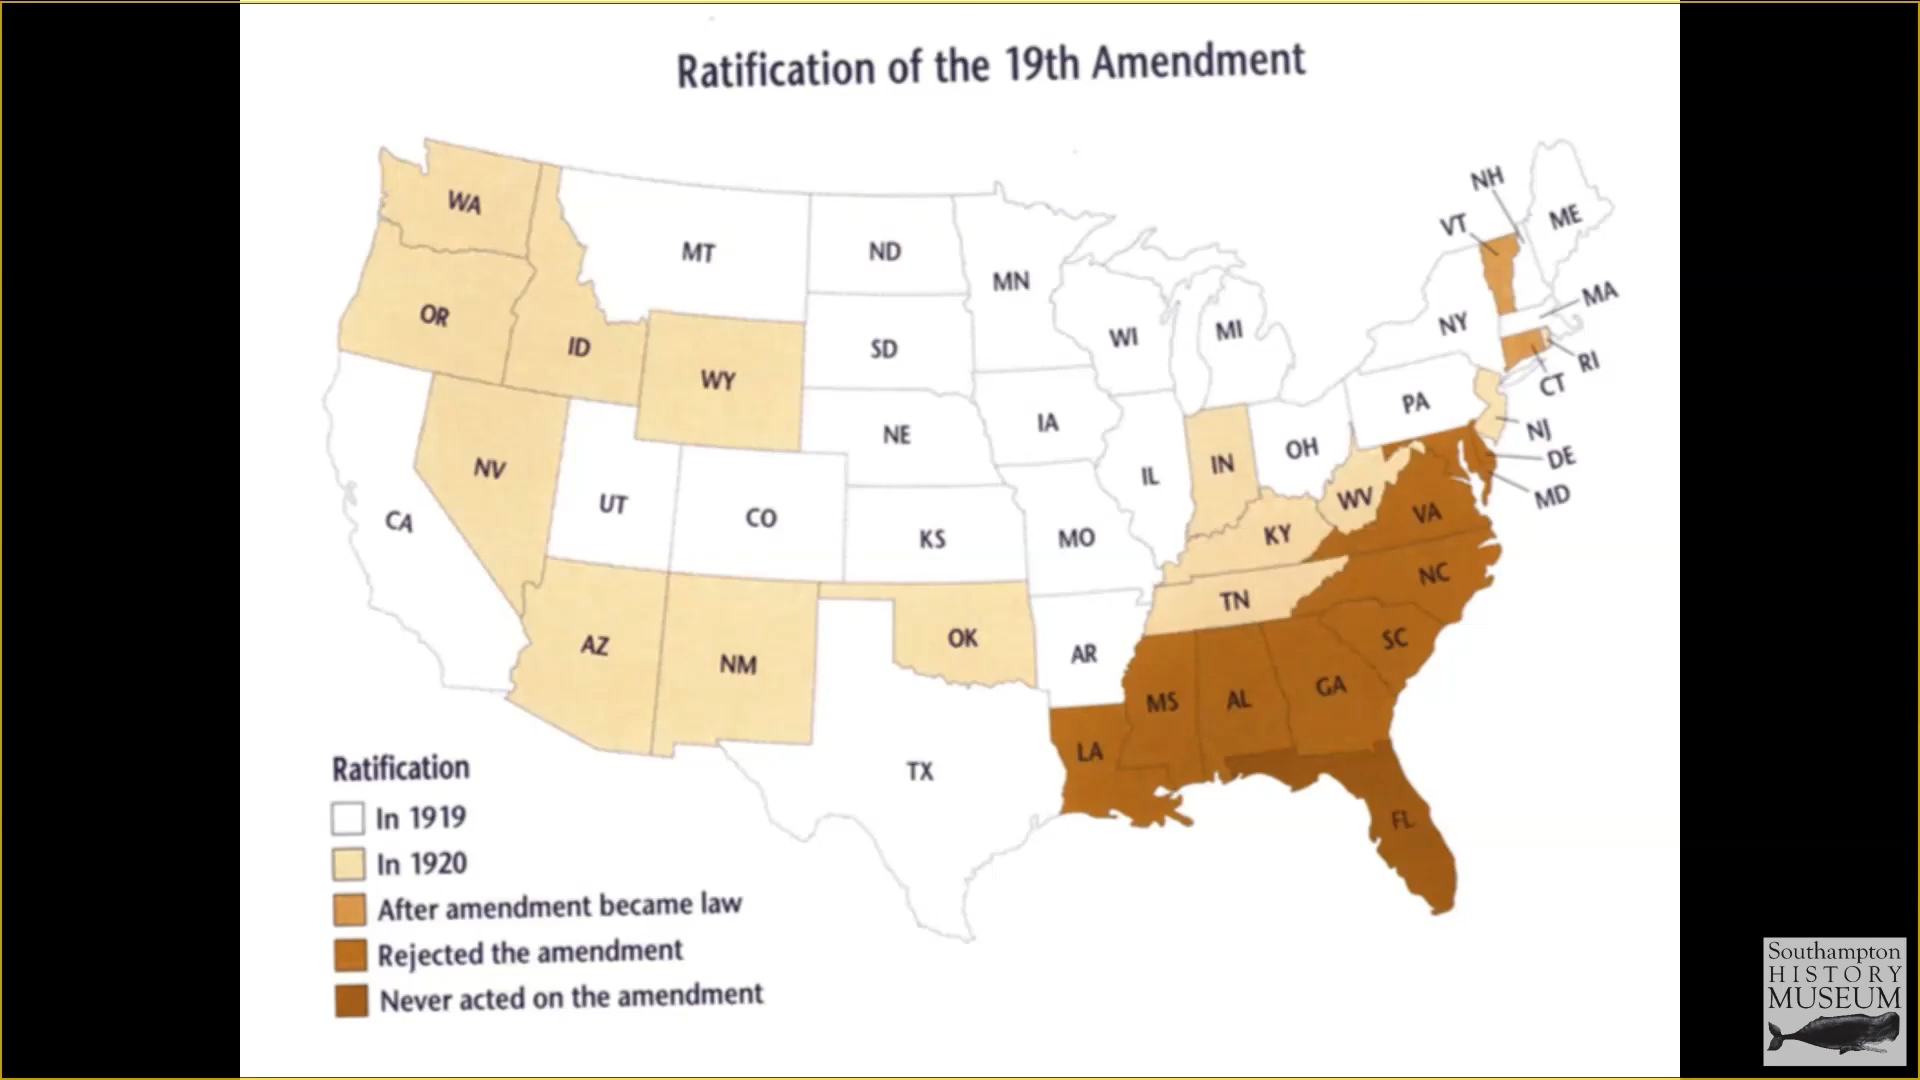 Ratification of the 19th Amendment
NH
VT
ME
WA
MT
ND
MN
MA
OR
ID
SD
WI
MI
NY
RI
WY
CT
NE
IA
PA
NJ
NV
IL
IN
OH
DE
UT
CO
WV
MD
CA
KS
MO
KY
VA
NC
TN
AZ
NM
OK
AR
SC
MS
AL
GA
LA
TX
FL
Ratification
In 1919
In 1920
After amendment became law
Rejected the amendment
Never acted on the amendment
Southampton
HISTORY
MUSEUM